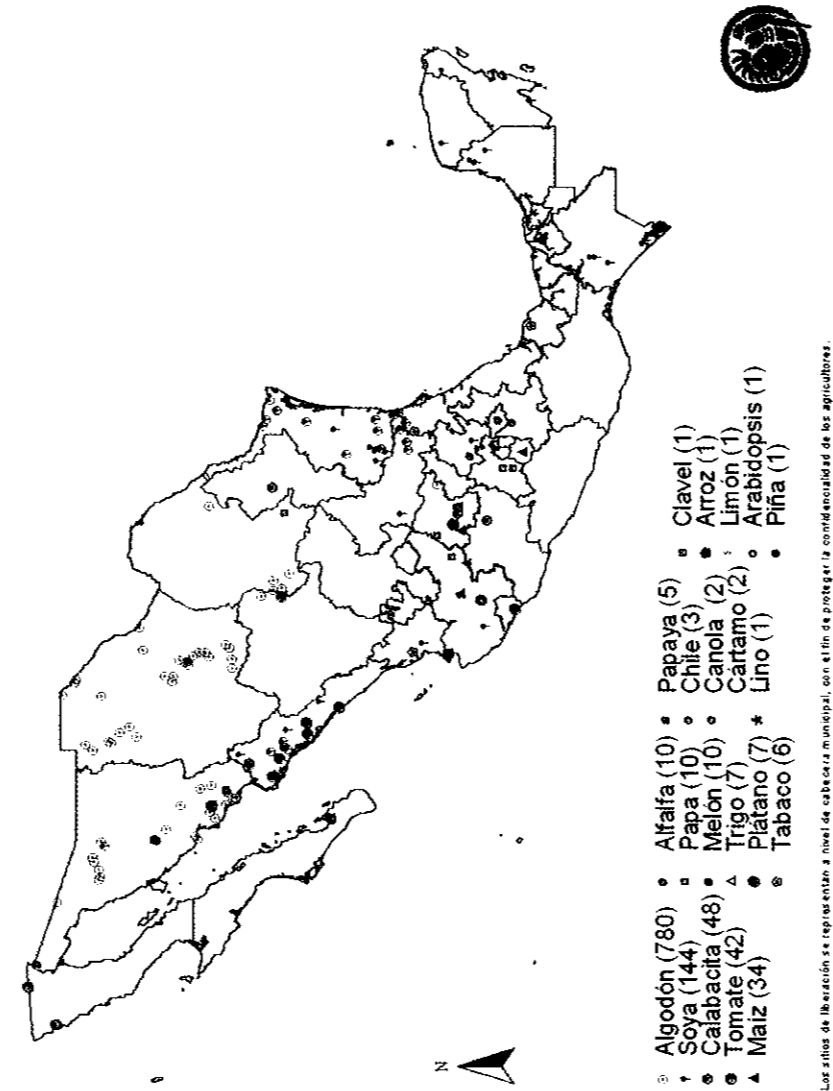 N
Algodón (780)
Soya (144)
Calabacita (48)
Tomate (42)
Maiz (34)
Alfalfa (10)
Papa (10)
Melón (10)
Trigo (7)
Plátano (7)
Tabaco (6)
Papaya (5)
Chile (3)
Canola (2)
Cártamo (2)
Lino (1)
Clavel (1)
Arroz (1)
Limón (1)
Arabidopsis (1)
Piña (1)
Los sitios de liberación se representan a nivel de cabecera municipal, con el fin de proteger la confidencialidad de los agricultores.